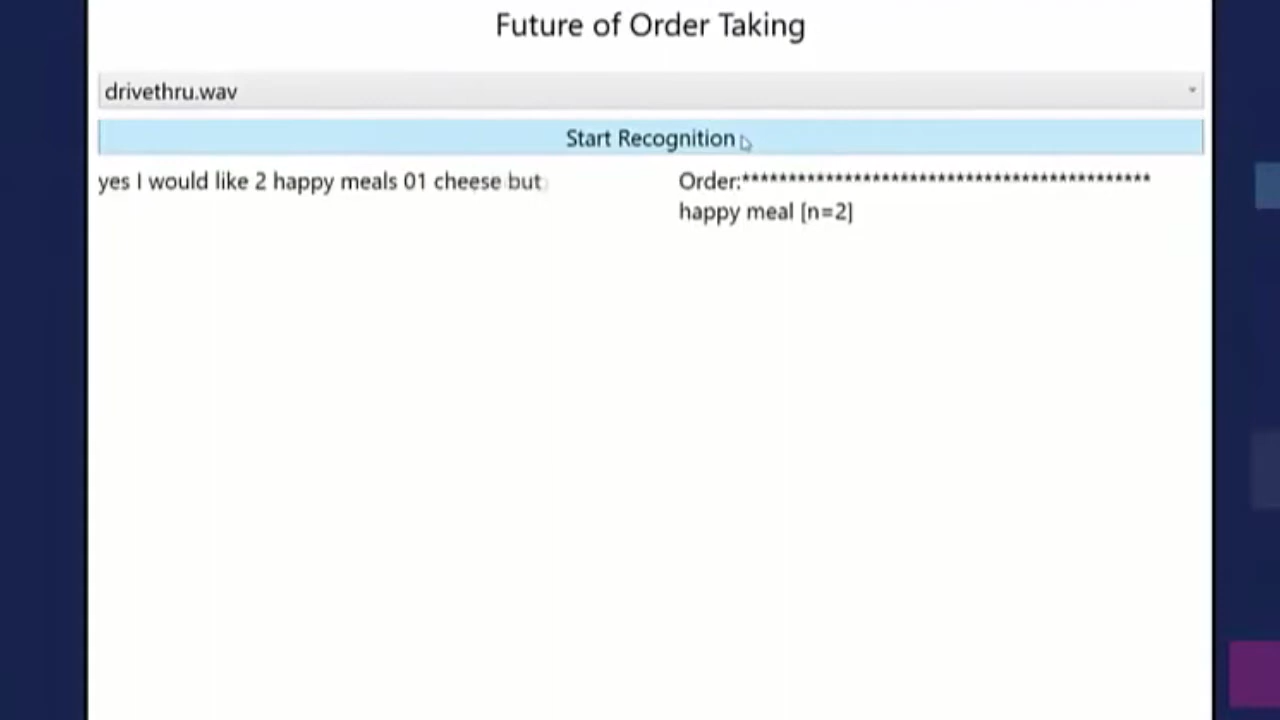 Future of Order Taking
drivethru.wav
Start Recognition
yes I would like 2 happy meals 01 cheese but
Order:********************************************
happy meal [n=2]